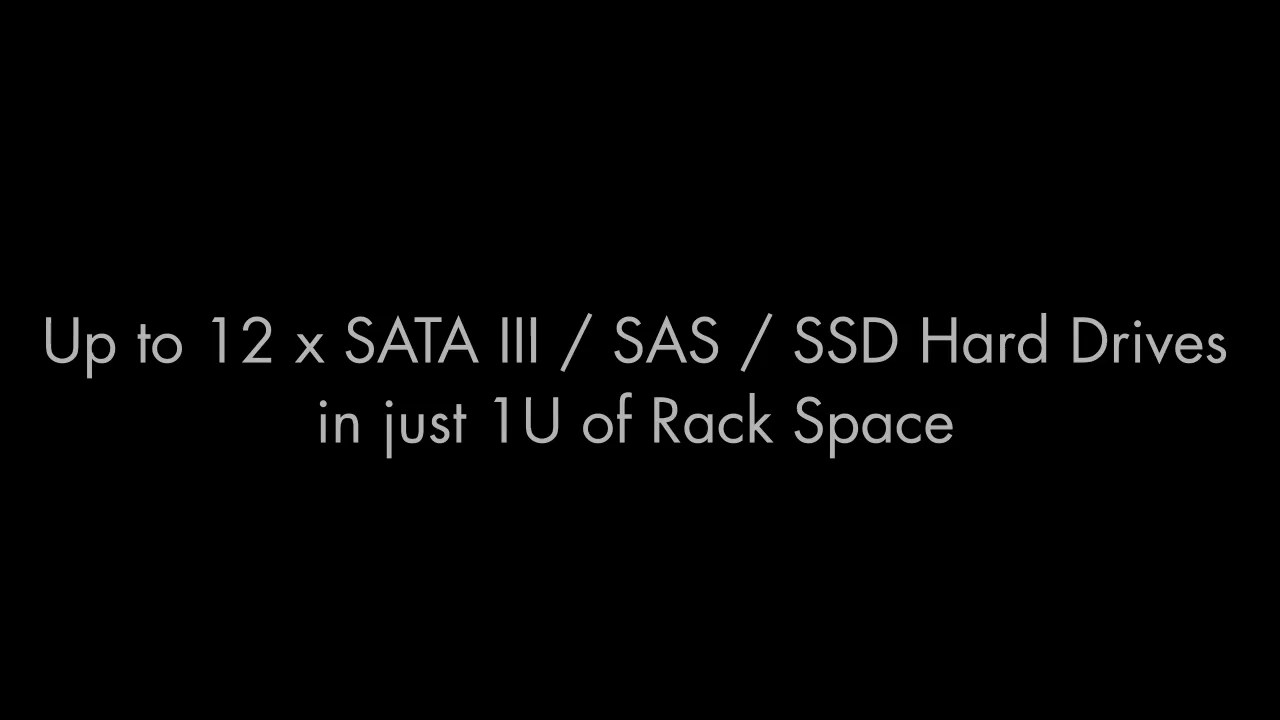 Up to 12 x SATA III / SAS / SSD Hard Drives
in just 1U of Rack Space